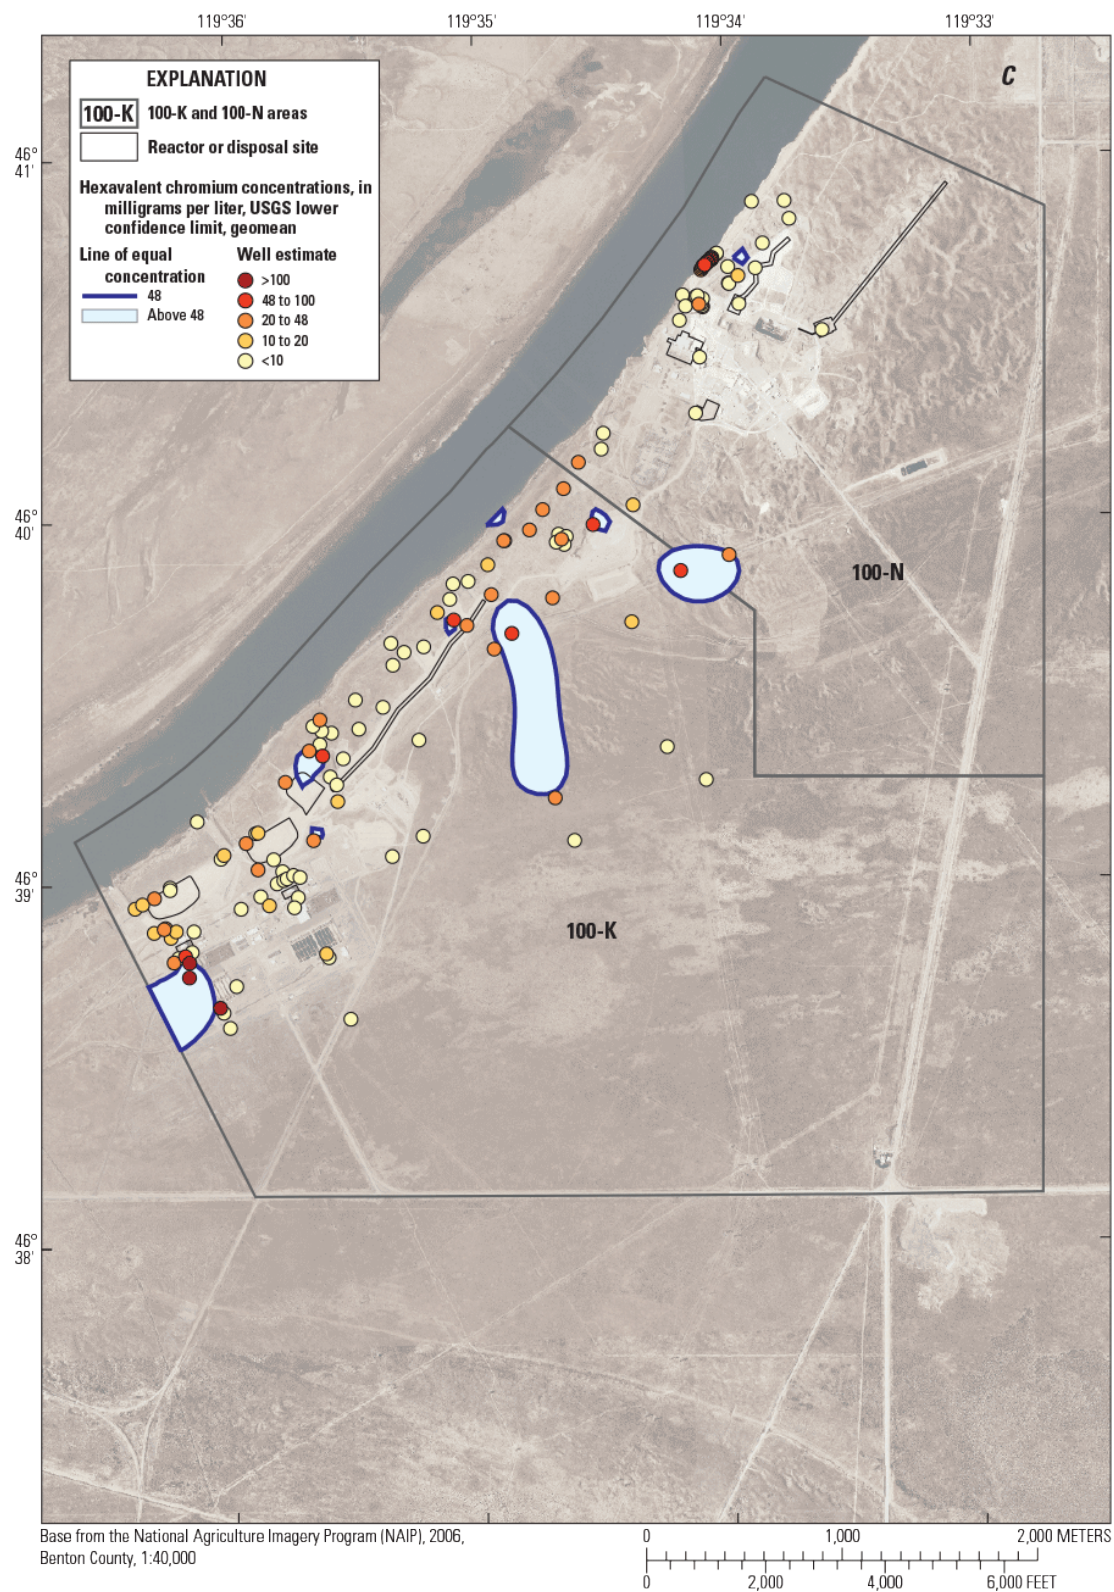 119°36' 119°35' 119°34' 119°33'
C
EXPLANATION
100-K 100-K and 100-N areas
Reactor or disposal site
Hexavalent chromium concentrations, in
milligrams per liter, USGS lower
confidence limit, geomean
Line of equal
concentration
48
Above 48
Well estimate
>100
48 to 100
20 to 48
10 to 20
<10
46°
41'
46°
40'
100-N
46°
39'
100-K
46°
38'
Base from the National Agriculture Imagery Program (NAIP), 2006,
Benton County, 1:40,000
0 1,000 2,000 METERS
0 2,000 4,000 6,000 FEET